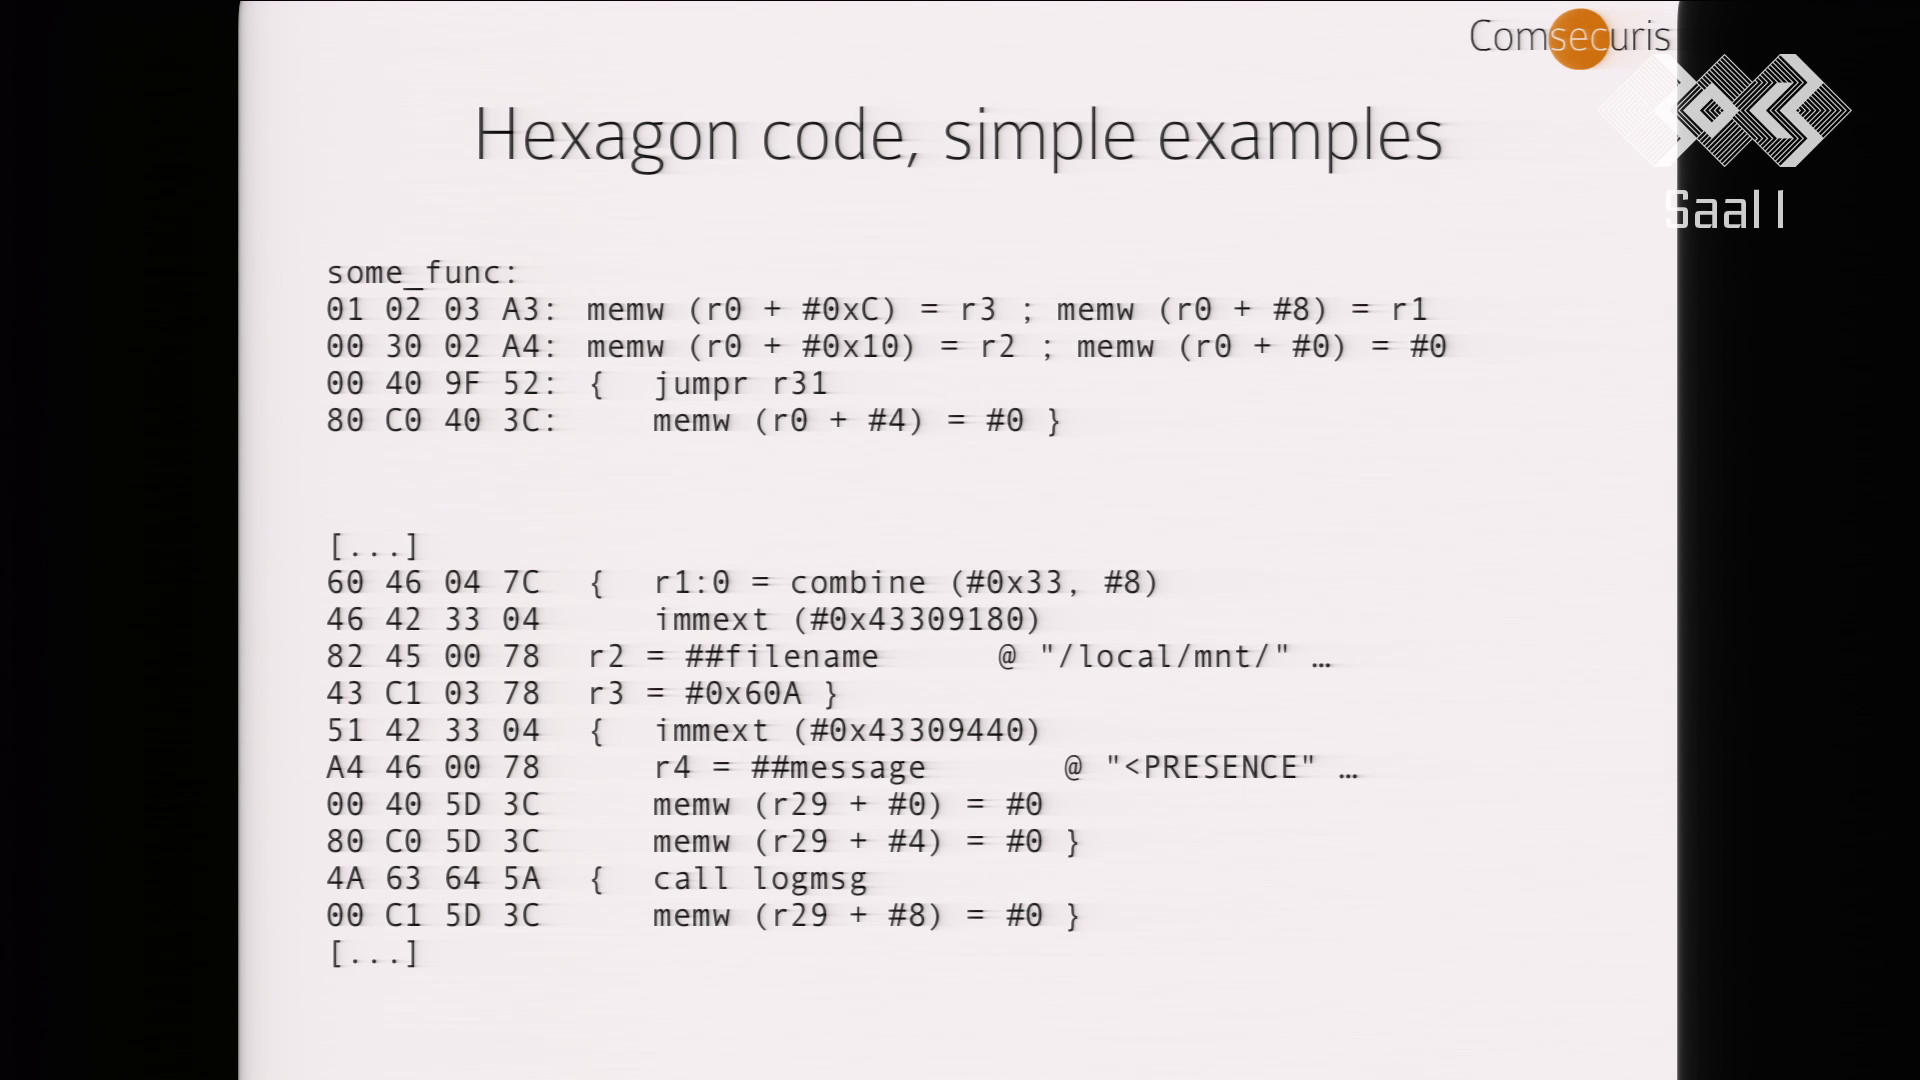 Comsecuris
Hexagon code, simple examples
Saal 1
some_func:
01 02 03 A3: memw (r0 + #0xC) = r3 ; memw (r0 + #8) = r1
00 30 02 A4: memw (r0 + #0x10) = r2 ; memw (r0 + #0) = #0
00 40 9F 52: { jumpr r31
80 C0 40 3C: memw (r0 + #4) = #0 }
[...]
60 46 04 7C { r1:0 = combine (#0x33, #8)
46 42 33 04 immext (#0x43309180)
82 45 00 78 r2 = ##filename @ "/local/mnt/" …
43 C1 03 78 r3 = #0x60A }
51 42 33 04 { immext (#0x43309440)
A4 46 00 78 r4 = ##message @ "<PRESENCE" …
00 40 5D 3C memw (r29 + #0) = #0
80 C0 5D 3C memw (r29 + #4) = #0 }
4A 63 64 5A { call logmsg
00 C1 5D 3C memw (r29 + #8) = #0 }
[...]